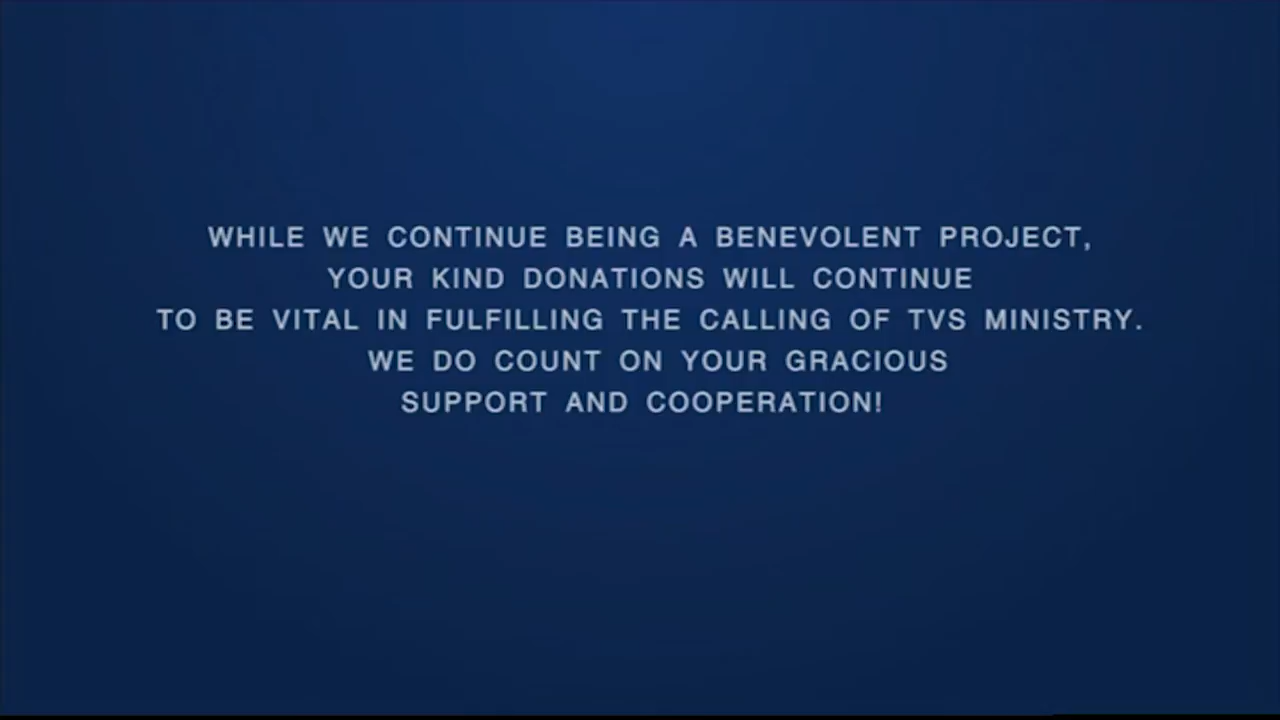 WHILE WE CONTINUE BEING A BENEVOLENT PROJECT,
YOUR KIND DONATIONS WILL CONTINUE
TO BE VITAL IN FULFILLING THE CALLING OF TVS MINISTRY.
WE DO COUNT ON YOUR GRACIOUS
SUPPORT AND COOPERATION!